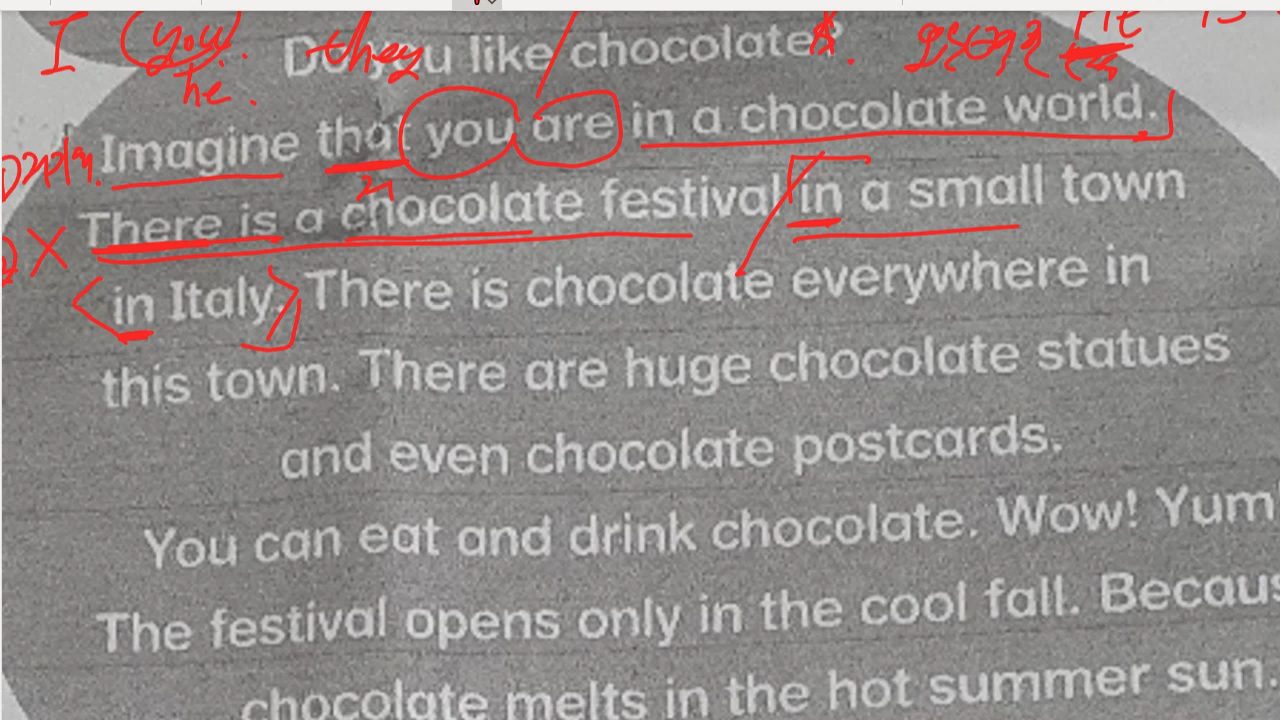 I (you). they
he.
Do you like chocolate?
Imagine that you are in a chocolate world.
There is a chocolate festival in a small town
in Italy. There is chocolate everywhere in
this town. There are huge chocolate statues
and even chocolate postcards.
You can eat and drink chocolate. Wow! Yum!
The festival opens only in the cool fall. Becaus
chocolate melts in the hot summer sun.